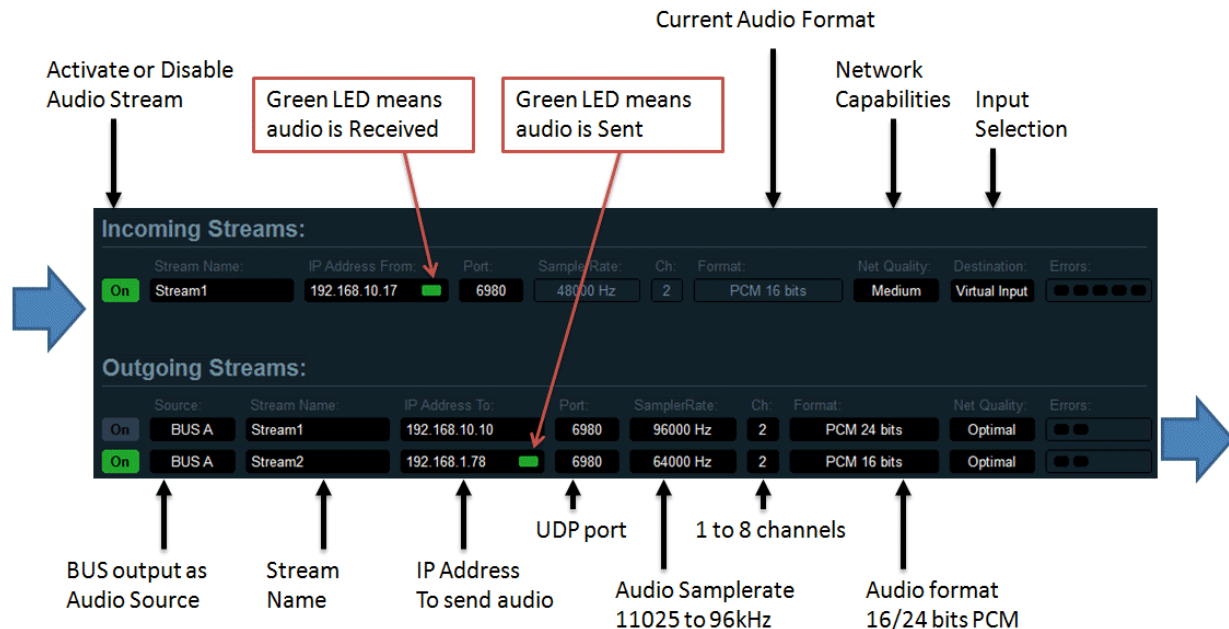 Current Audio Format
Activate or Disable
Audio Stream
Green LED means
audio is Received
Green LED means
audio is Sent
Network
Capabilities
Input
Selection
Incoming Streams:
Stream Name: IP Address From: Port: Sample Rate: Ch: Format: Net Quality: Destination: Errors:
On Stream1 192.168.10.17 6980 48000 Hz 2 PCM 16 bits Medium Virtual Input
Outgoing Streams:
Source: Stream Name: IP Address To: Port: SamplerRate: Ch: Format: Net Quality: Errors:
On BUS A Stream1 192.168.10.10 6980 96000 Hz 2 PCM 24 bits Optimal
On BUS A Stream2 192.168.1.78 6980 64000 Hz 2 PCM 16 bits Optimal
UDP port
1 to 8 channels
BUS output as
Audio Source
Stream
Name
IP Address
To send audio
Audio Samplerate
11025 to 96kHz
Audio format
16/24 bits PCM